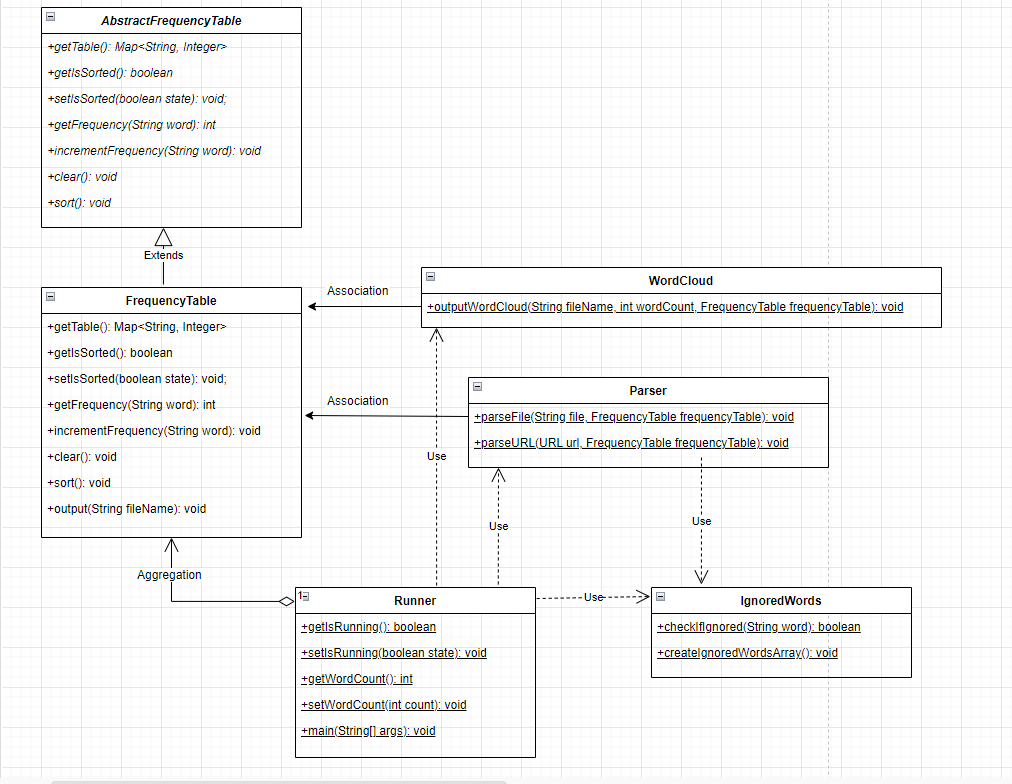 AbstractFrequencyTable
+getTable(): Map<String, Integer>
+getIsSorted(): boolean
+setIsSorted(boolean state): void;
+getFrequency(String word): int
+incrementFrequency(String word): void
+clear(): void
+sort(): void
Extends
FrequencyTable
+getTable(): Map<String, Integer>
+getIsSorted(): boolean
+setIsSorted(boolean state): void;
+getFrequency(String word): int
+incrementFrequency(String word): void
+clear(): void
+sort(): void
+output(String fileName): void
Association
WordCloud
+outputWordCloud(String fileName, int wordCount, FrequencyTable frequencyTable): void
Association
Parser
+parseFile(String file, FrequencyTable frequencyTable): void
+parseURL(URL url, FrequencyTable frequencyTable): void
Use
Use
Use
Aggregation
1
Runner
+getIsRunning(): boolean
+setIsRunning(boolean state): void
+getWordCount(): int
+setWordCount(int count): void
+main(String[] args): void
Use
IgnoredWords
+checkIfIgnored(String word): boolean
+createIgnoredWordsArray(): void